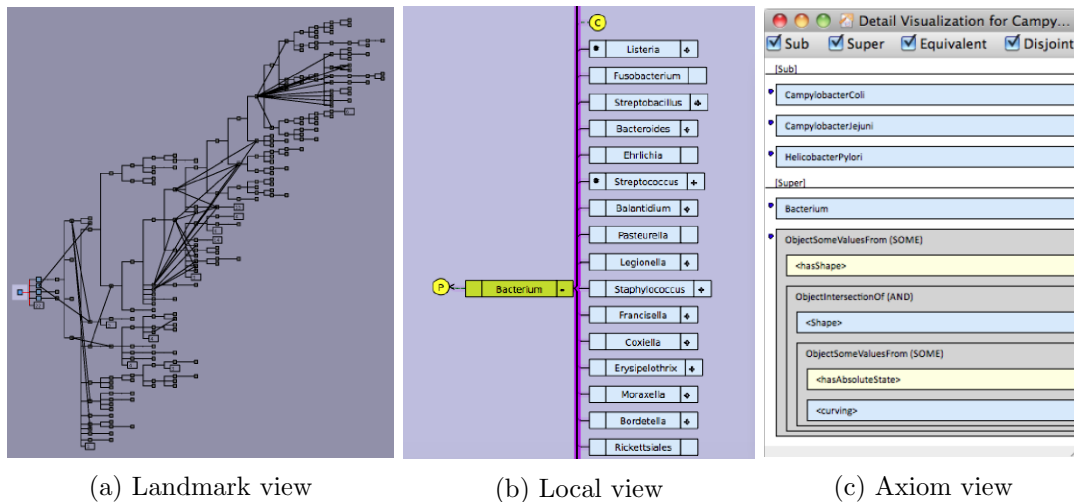 C
Listeria +
Fusobacterium
Streptobacillus +
Bacteroides +
Ehrlichia
Streptococcus +
Balantidium +
Pasteurella
Legionella +
P Bacterium - Staphylococcus +
Francisella +
Coxiella +
Erysipelothrix +
Moraxella +
Bordetella +
Rickettsiales
Detail Visualization for Campy...
Sub Super Equivalent Disjoint
[Sub]
CampylobacterColi
CampylobacterJejuni
HelicobacterPylori
[Super]
Bacterium
ObjectSomeValuesFrom (SOME)
<hasShape>
ObjectIntersectionOf (AND)
<Shape>
ObjectSomeValuesFrom (SOME)
<hasAbsoluteState>
<curving>
(a) Landmark view
(b) Local view
(c) Axiom view